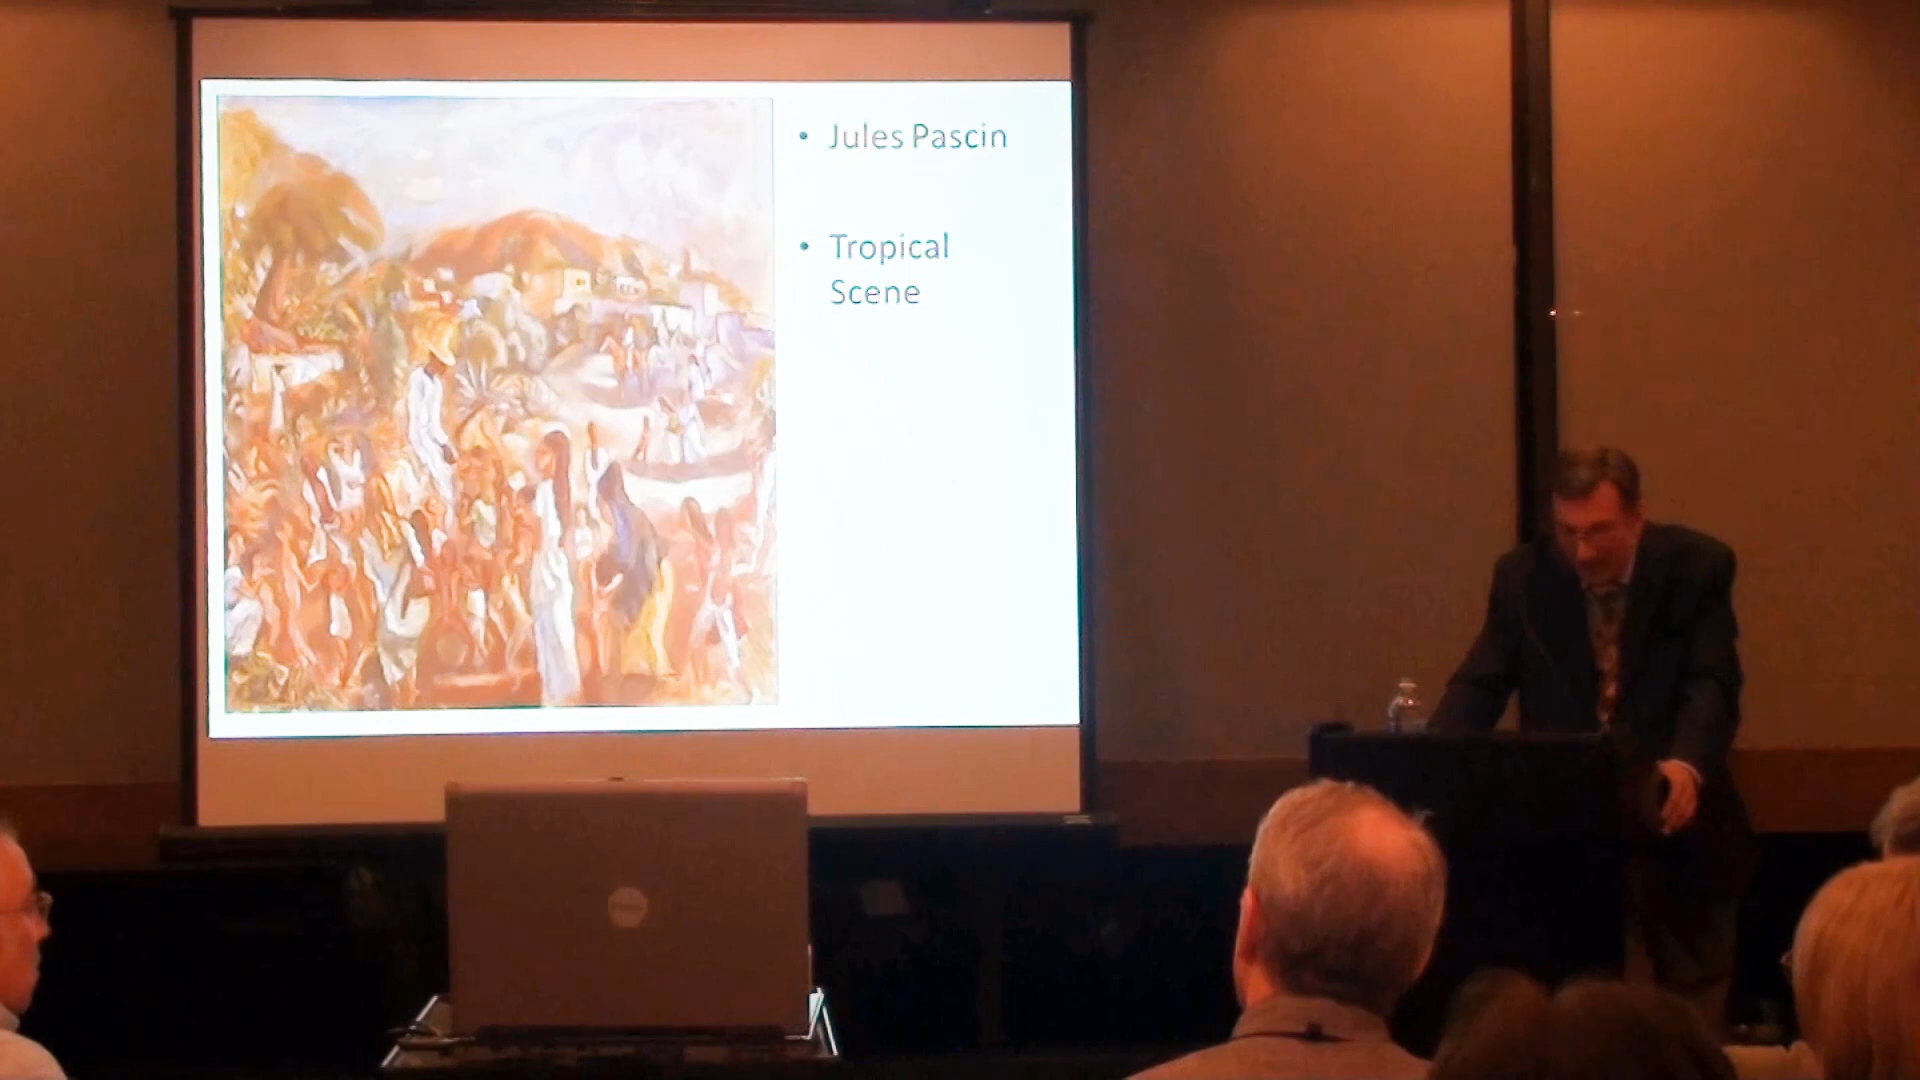 • Jules Pascin
• Tropical
Scene